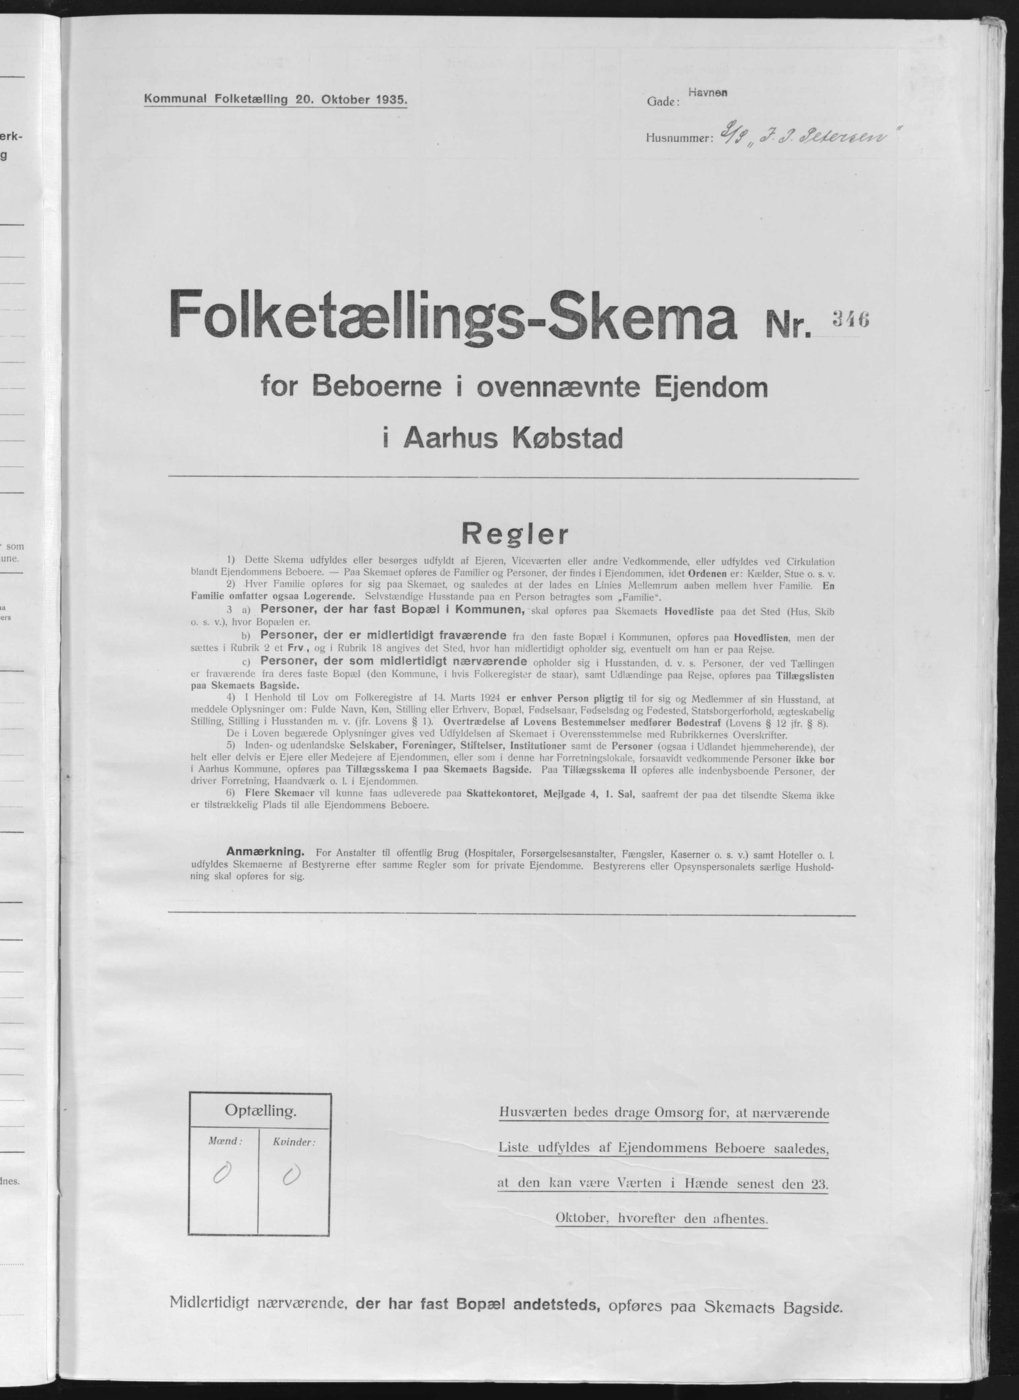 Kommunal Folketælling 20. Oktober 1935.
Gade: Havnen
Husnummer: S/S „J. P. Petersen“
Folketællings-Skema Nr. 346
for Beboerne i ovennævnte Ejendom
i Aarhus Købstad
Regler
1) Dette Skema udfyldes eller besørges udfyldt af Ejeren, Viceværten eller andre Vedkommende, eller udfyldes ved Cirkulation
blandt Ejendommens Beboere. — Paa Skemaet opføres de Familier og Personer, der findes i Ejendommen, idet Ordenen er: Kælder, Stue o. s. v.
2) Hver Familie opføres for sig paa Skemaet, og saaledes at der lades en Linies Mellemrum aaben mellem hver Familie. En
Familie omfatter ogsaa Logerende. Selvstændige Husstande paa en Person betragtes som „Familie“.
3 a) Personer, der har fast Bopæl i Kommunen, skal opføres paa Skemaets Hovedliste paa det Sted (Hus, Skib
o. s. v.), hvor Bopælen er.
b) Personer, der er midlertidigt fraværende fra den faste Bopæl i Kommunen, opføres paa Hovedlisten, men der
sættes i Rubrik 2 et Frv., og i Rubrik 18 angives det Sted, hvor han midlertidigt opholder sig, eventuelt om han er paa Rejse.
c) Personer, der som midlertidigt nærværende opholder sig i Husstanden, d. v. s. Personer, der ved Tællingen
er fraværende fra deres faste Bopæl (den Kommune, i hvis Folkeregister de staar), samt Udlændinge paa Rejse, opføres paa Tillægslisten
paa Skemaets Bagside.
4) I Henhold til Lov om Folkeregistre af 14. Marts 1924 er enhver Person pligtig til for sig og Medlemmer af sin Husstand, at
meddele Oplysninger om: Fulde Navn, Køn, Stilling eller Erhverv, Bopæl, Fødselsaar, Fødselsdag og Fødested, Statsborgerforhold, ægteskabelig
Stilling, Stilling i Husstanden m. v. (jfr. Lovens § 1). Overtrædelse af Lovens Bestemmelser medfører Bødestraf (Lovens § 12 jfr. § 8).
De i Loven begærede Oplysninger gives ved Udfyldelsen af Skemaet i Overensstemmelse med Rubrikkernes Overskrifter.
5) Inden- og udenlandske Selskaber, Foreninger, Stiftelser, Institutioner samt de Personer (ogsaa i Udlandet hjemmehørende), der
helt eller delvis er Ejere eller Medejere af Ejendommen, eller som i denne har Forretningslokale, forsaavidt vedkommende Personer ikke bor
i Aarhus Kommune, opføres paa Tillægsskema I paa Skemaets Bagside. Paa Tillægsskema II opføres alle indenbysboende Personer, der
driver Forretning, Haandværk o. l. i Ejendommen.
6) Flere Skemaer vil kunne faas udleverede paa Skattekontoret, Mejlgade 4, 1. Sal, saafremt der paa det tilsendte Skema ikke
er tilstrækkelig Plads til alle Ejendommens Beboere.
Anmærkning. For Anstalter til offentlig Brug (Hospitaler, Forsørgelsesanstalter, Fængsler, Kaserner o. s. v.) samt Hoteller o. l.
udfyldes Skemaerne af Bestyrerne efter samme Regler som for private Ejendomme. Bestyrerens eller Opsynspersonalets særlige Hushold-
ning skal opføres for sig.
Optælling.
Mænd: Kvinder:
0 0
Husværten bedes drage Omsorg for, at nærværende
Liste udfyldes af Ejendommens Beboere saaledes,
at den kan være Værten i Hænde senest den 23.
Oktober, hvorefter den afhentes.
Midlertidigt nærværende, der har fast Bopæl andetsteds, opføres paa Skemaets Bagside.